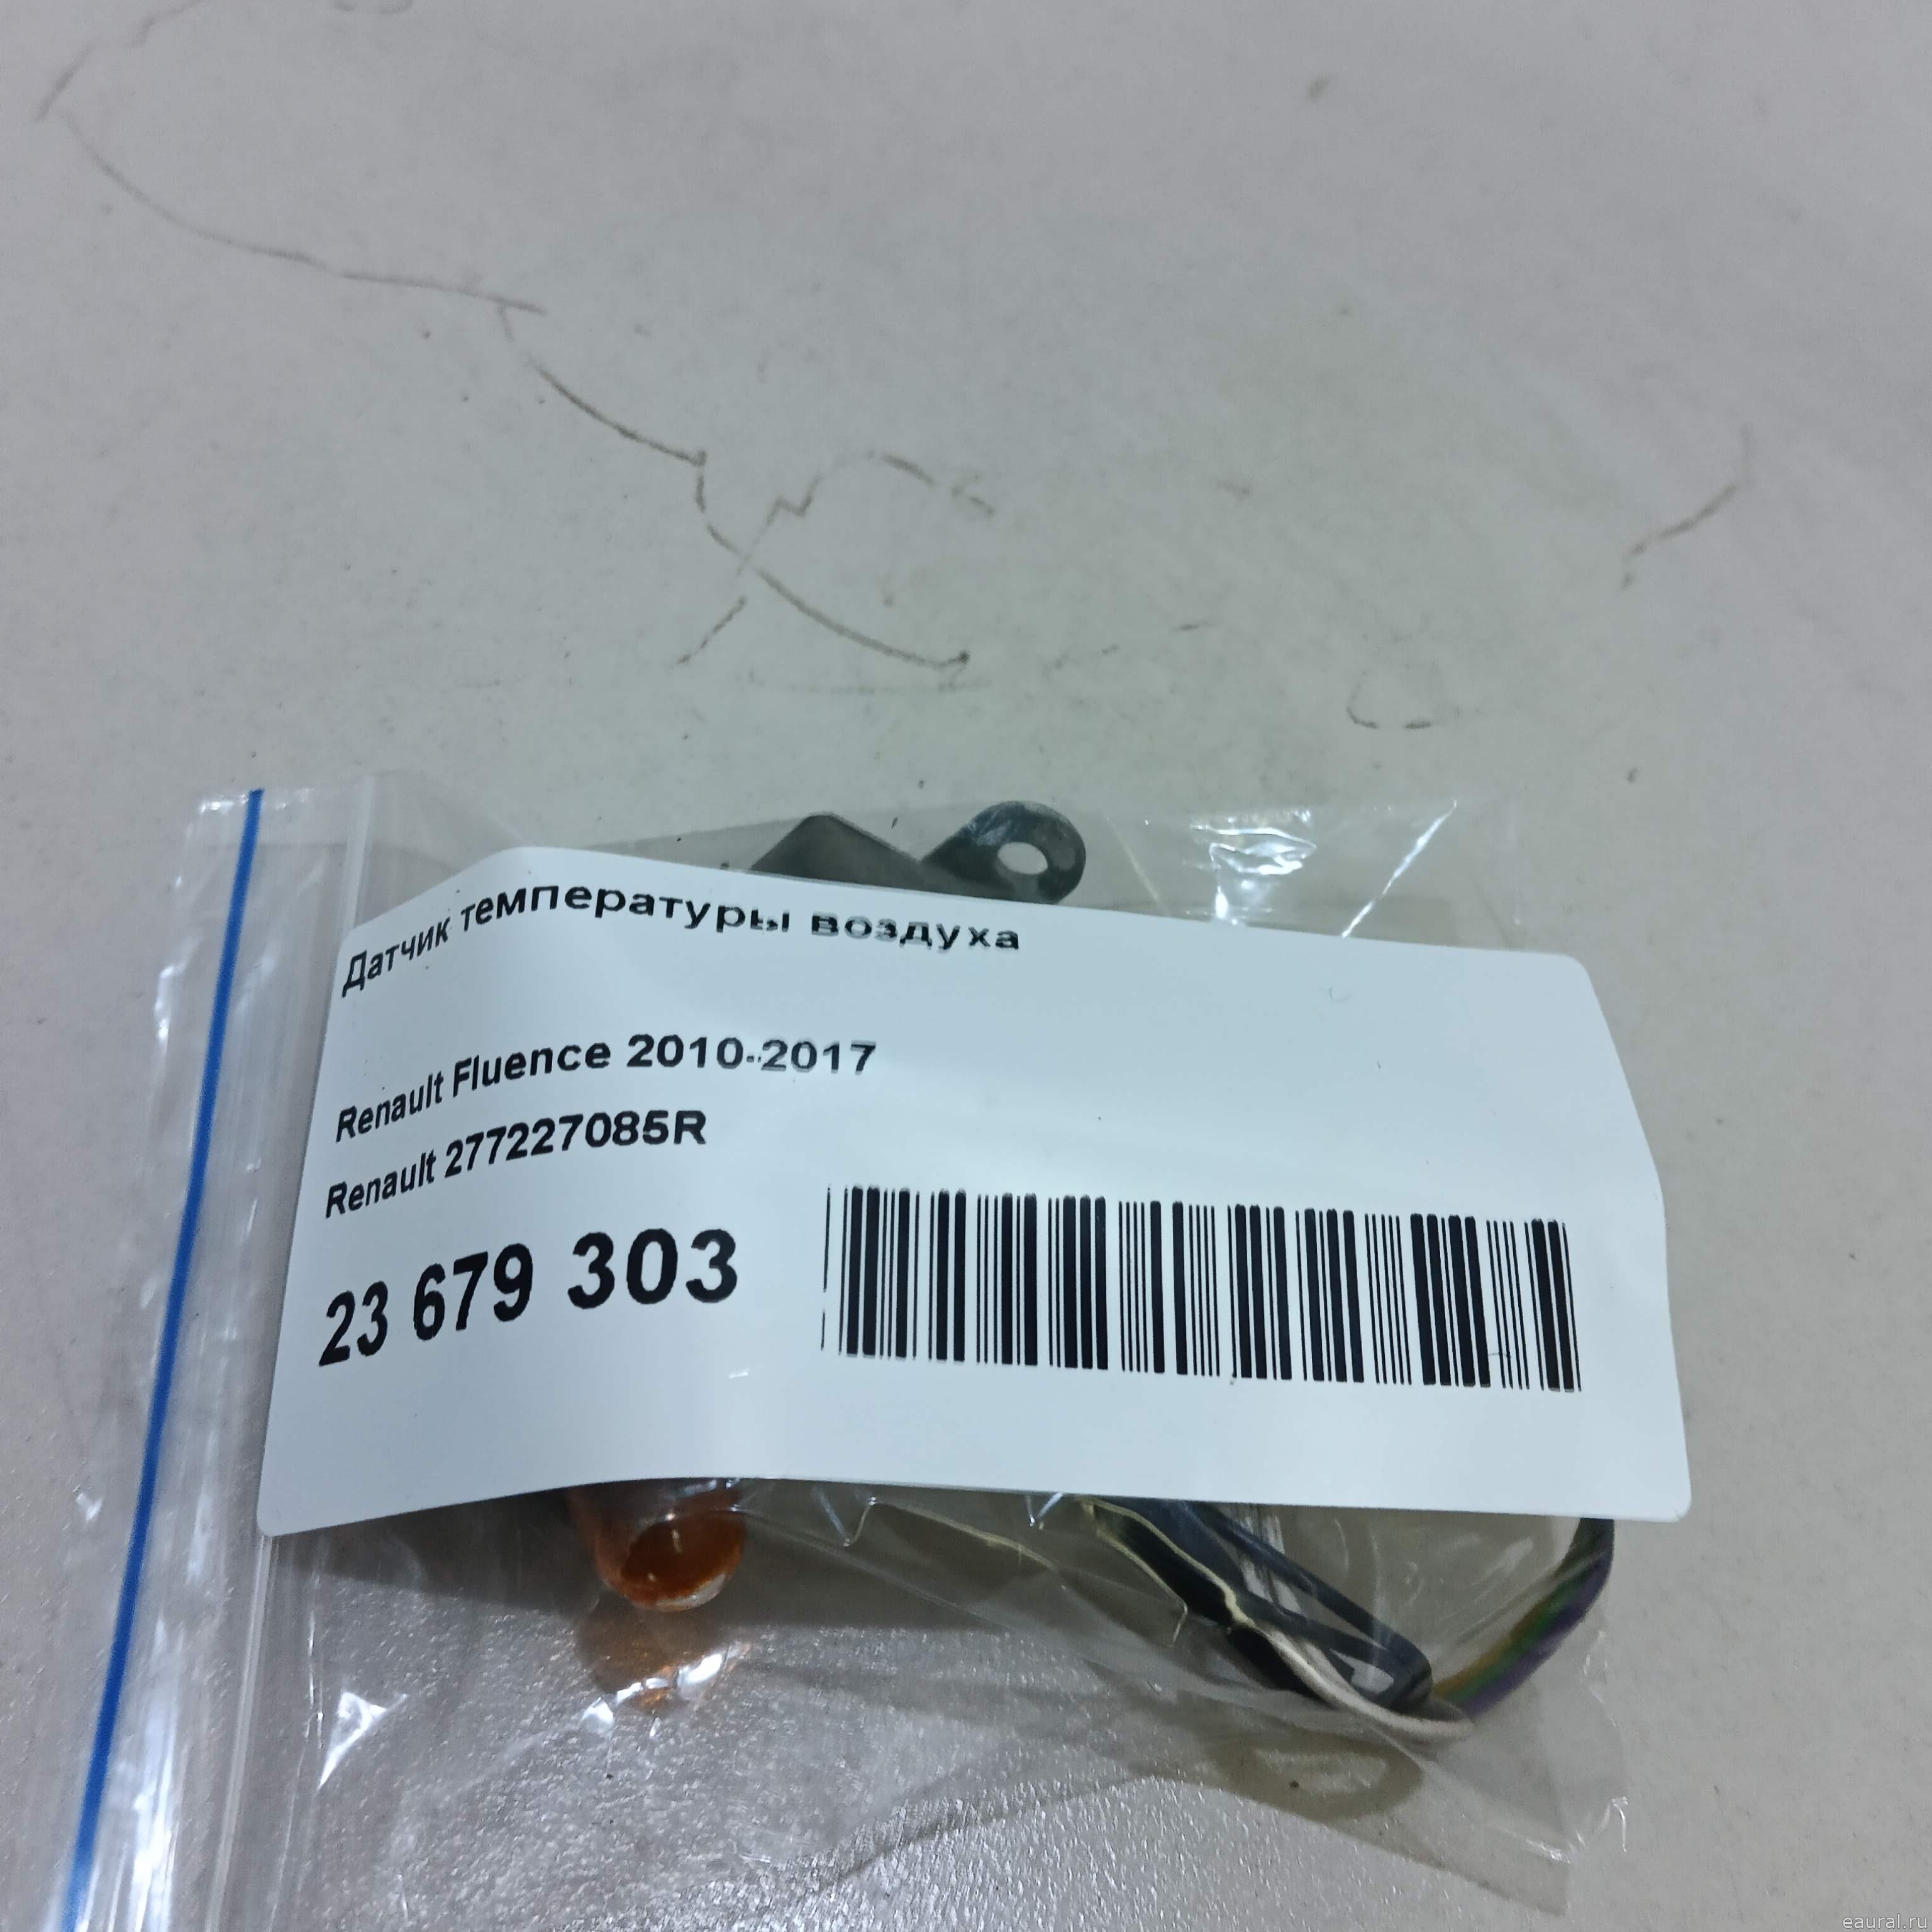 Датчик температуры воздуха
Renault Fluence 2010-2017
Renault 277227085R
23 679 303
eaural.ru